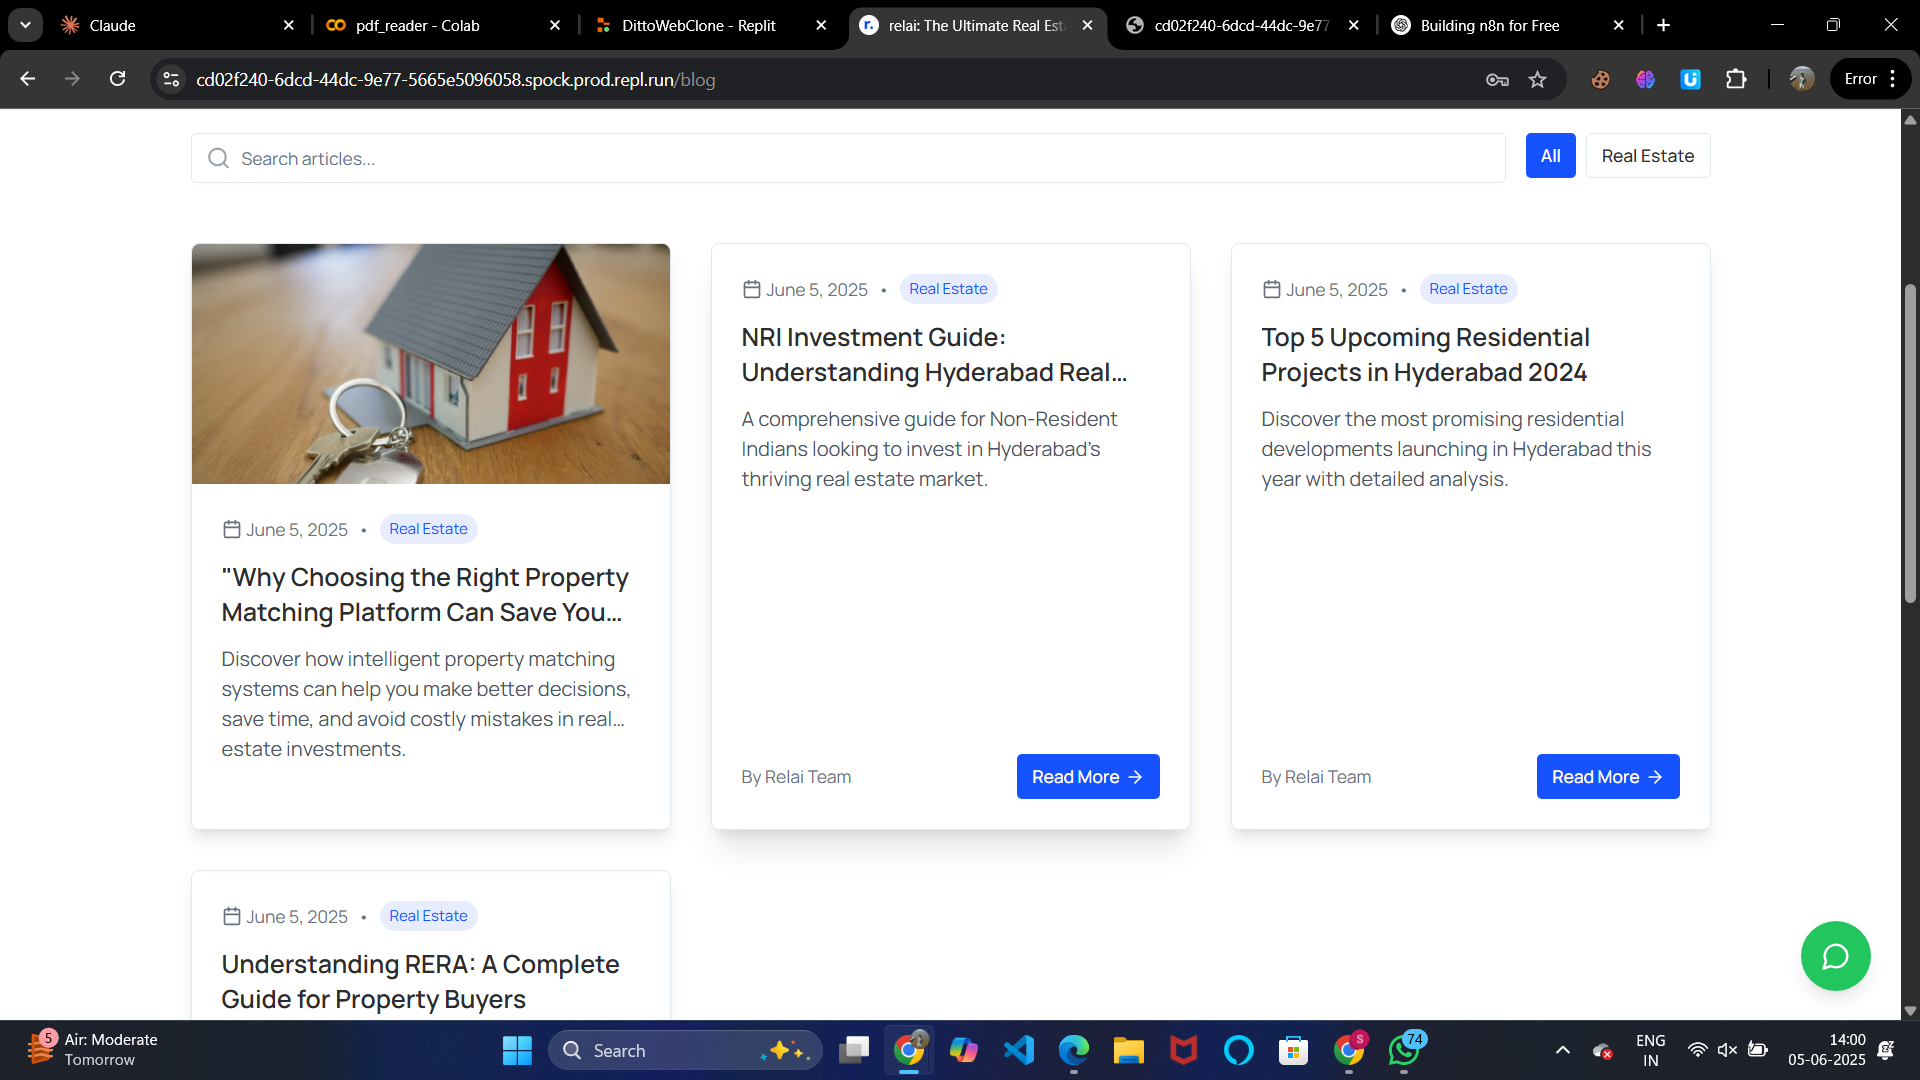 Claude
pdf_reader - Colab
DittoWebClone - Replit
relai: The Ultimate Real Est
cd02f240-6dcd-44dc-9e77
Building n8n for Free
cd02f240-6dcd-44dc-9e77-5665e5096058.spock.prod.repl.run/blog
Error
Search articles...
All
Real Estate
June 5, 2025 • Real Estate
"Why Choosing the Right Property
Matching Platform Can Save You...
Discover how intelligent property matching
systems can help you make better decisions,
save time, and avoid costly mistakes in real...
estate investments.
June 5, 2025 • Real Estate
NRI Investment Guide:
Understanding Hyderabad Real...
A comprehensive guide for Non-Resident
Indians looking to invest in Hyderabad's
thriving real estate market.
By Relai Team
Read More →
June 5, 2025 • Real Estate
Top 5 Upcoming Residential
Projects in Hyderabad 2024
Discover the most promising residential
developments launching in Hyderabad this
year with detailed analysis.
By Relai Team
Read More →
June 5, 2025 • Real Estate
Understanding RERA: A Complete
Guide for Property Buyers
5
Air: Moderate
Tomorrow
Search
S
74
ENG
IN
14:00
05-06-2025